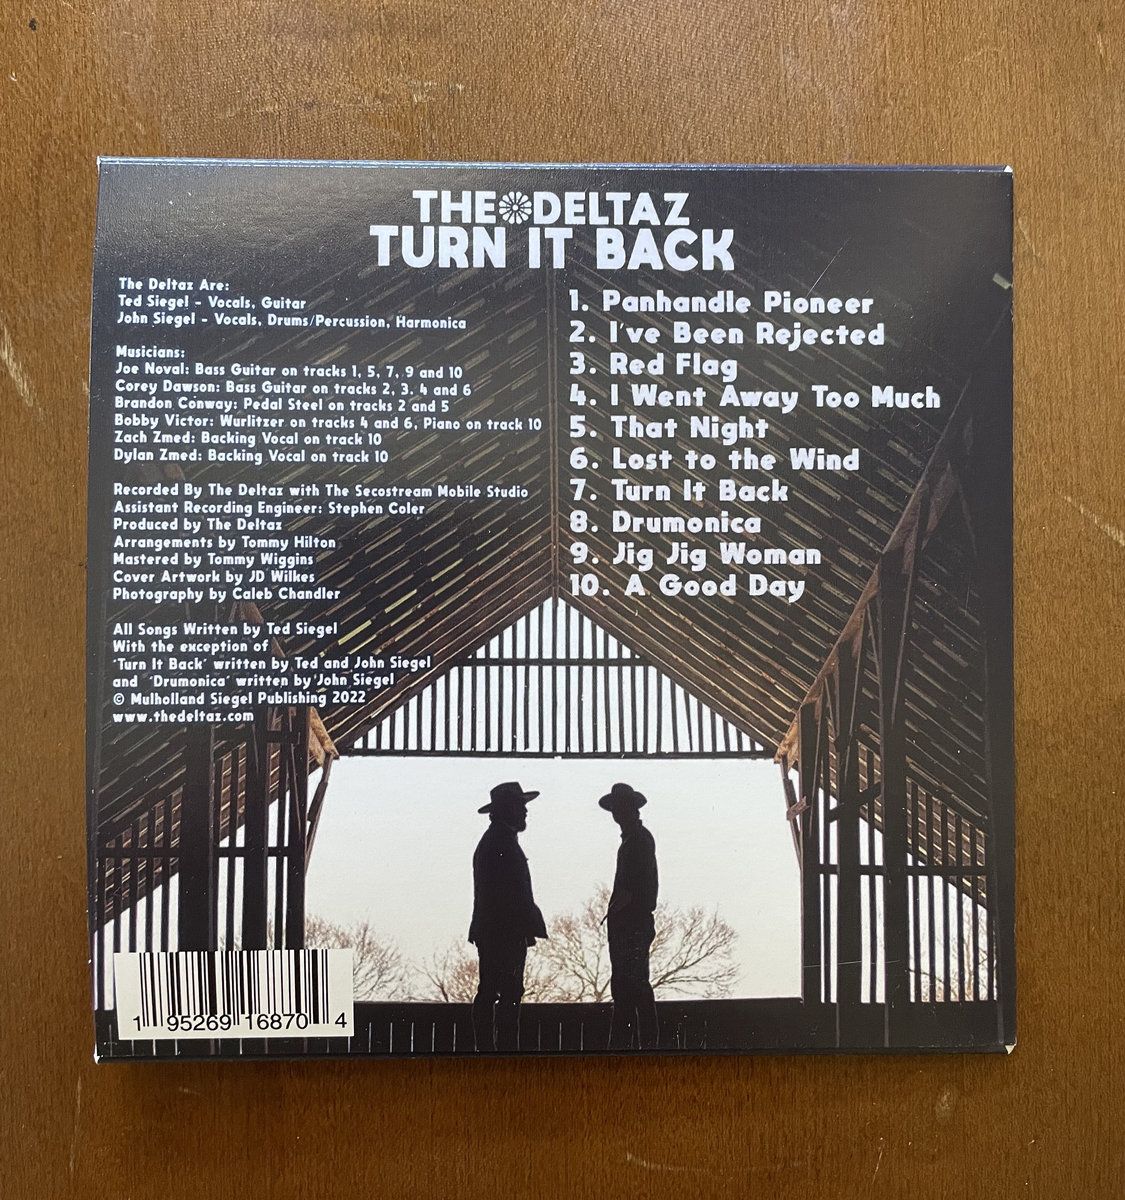 THE DELTAZ
TURN IT BACK
The Deltaz Are:
Ted Siegel - Vocals, Guitar
John Siegel - Vocals, Drums/Percussion, Harmonica
Musicians:
Joe Noval: Bass Guitar on tracks 1, 5, 7, 9 and 10
Corey Dawson: Bass Guitar on tracks 2, 3, 4 and 6
Brandon Conway: Pedal Steel on tracks 2 and 5
Bobby Victor: Wurlitzer on tracks 4 and 6, Piano on track 10
Zach Zmed: Backing Vocal on track 10
Dylan Zmed: Backing Vocal on track 10
Recorded By The Deltaz with The Secostream Mobile Studio
Assistant Recording Engineer: Stephen Coler
Produced by The Deltaz
Arrangements by Tommy Hilton
Mastered by Tommy Wiggins
Cover Artwork by JD Wilkes
Photography by Caleb Chandler
All Songs Written by Ted Siegel
With the exception of
'Turn It Back' written by Ted and John Siegel
and 'Drumonica' written by John Siegel
© Mulholland Siegel Publishing 2022
www.thedeltaz.com
1. Panhandle Pioneer
2. I've Been Rejected
3. Red Flag
4. I Went Away Too Much
5. That Night
6. Lost to the Wind
7. Turn It Back
8. Drumonica
9. Jig Jig Woman
10. A Good Day
1 95269 16870 4